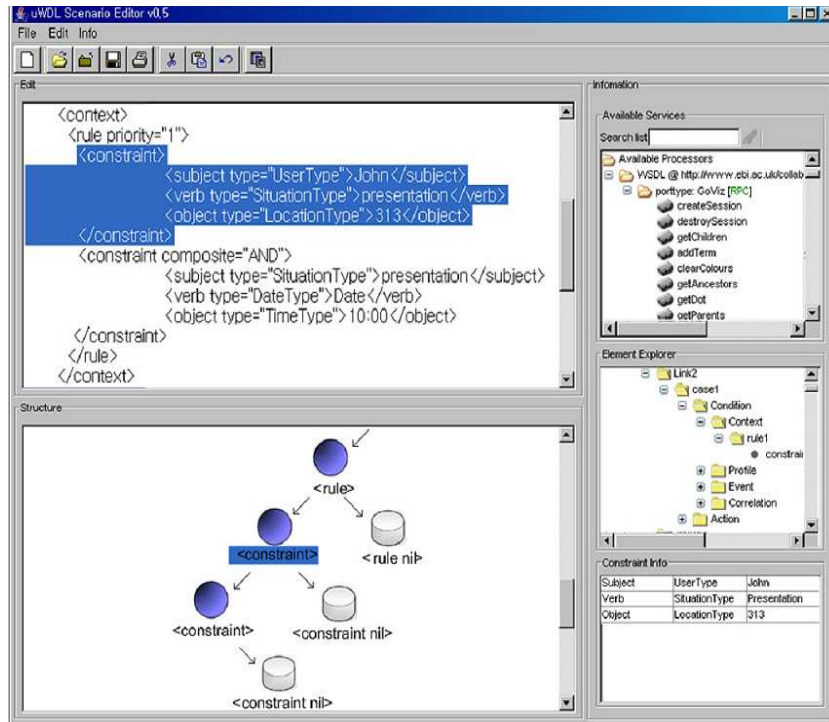 uWDL Scenario Editor v0,5
File Edit Info
Edit
<context>
<rule priority="1">
<constraint>
<subject type="UserType">John</subject>
<verb type="SituationType">presentation</verb>
<object type="LocationType">313</object>
</constraint>
<constraint composite="AND">
<subject type="SituationType">presentation</subject>
<verb type="DateType">Date</verb>
<object type="TimeType">10:00</object>
</constraint>
</rule>
</context>
Structure
<rule>
<constraint>
<rule nil>
<constraint>
<constraint nil>
<constraint nil>
Infomation
Available Services
Search list
Available Processors
WSDL @ http://www.ebi.ac.uk/collab
porttype: GoViz [RPC]
createSession
destroySession
getChildren
addTerm
clearColours
getAncestors
getDot
getParents
Element Explorer
Link2
case1
Condition
Context
rule1
constrai
Profile
Event
Correlation
Action
Constraint Info
Subject UserType John
Verb SituationType Presentation
Object LocationType 313